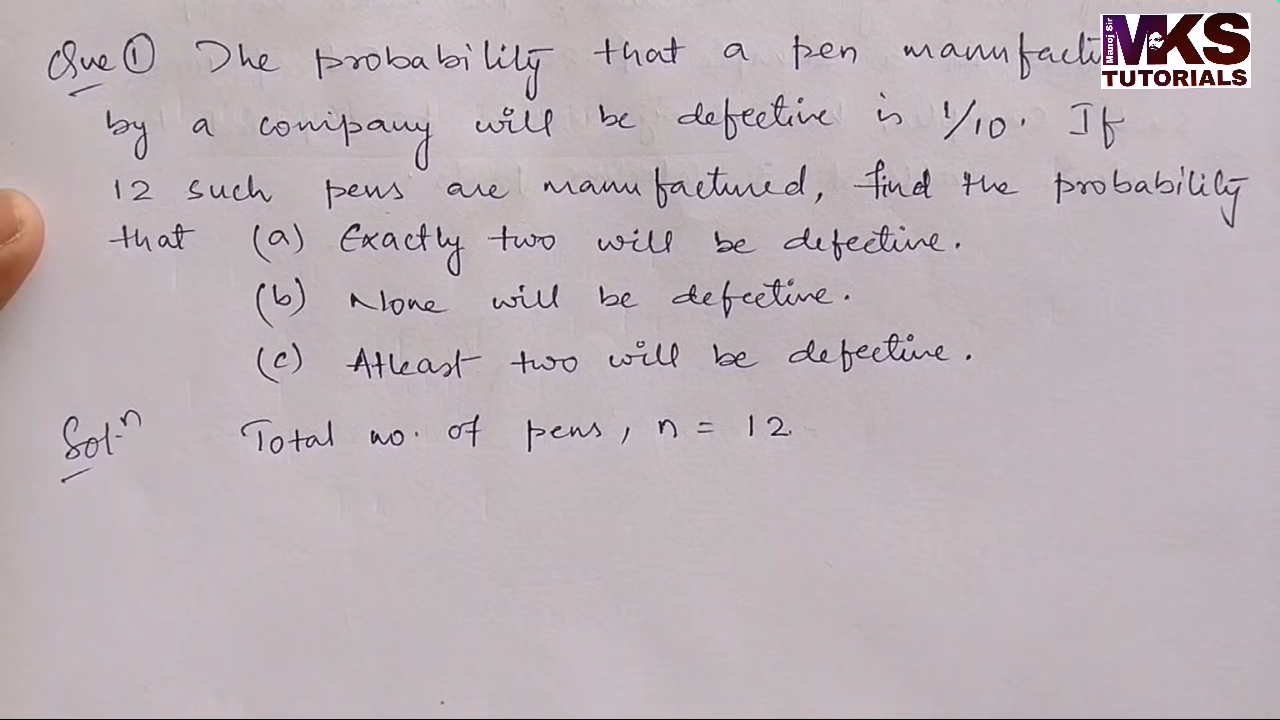 Que ① The probability that a pen manufactu
by a company will be defective is 1/10. If
12 such pens are manufactured, find the probability
that (a) Exactly two will be defective.
(b) None will be defective.
(c) Atleast two will be defective.
Sol.ⁿ Total no. of pens, n = 12.
Manoj Sir
MKS
TUTORIALS